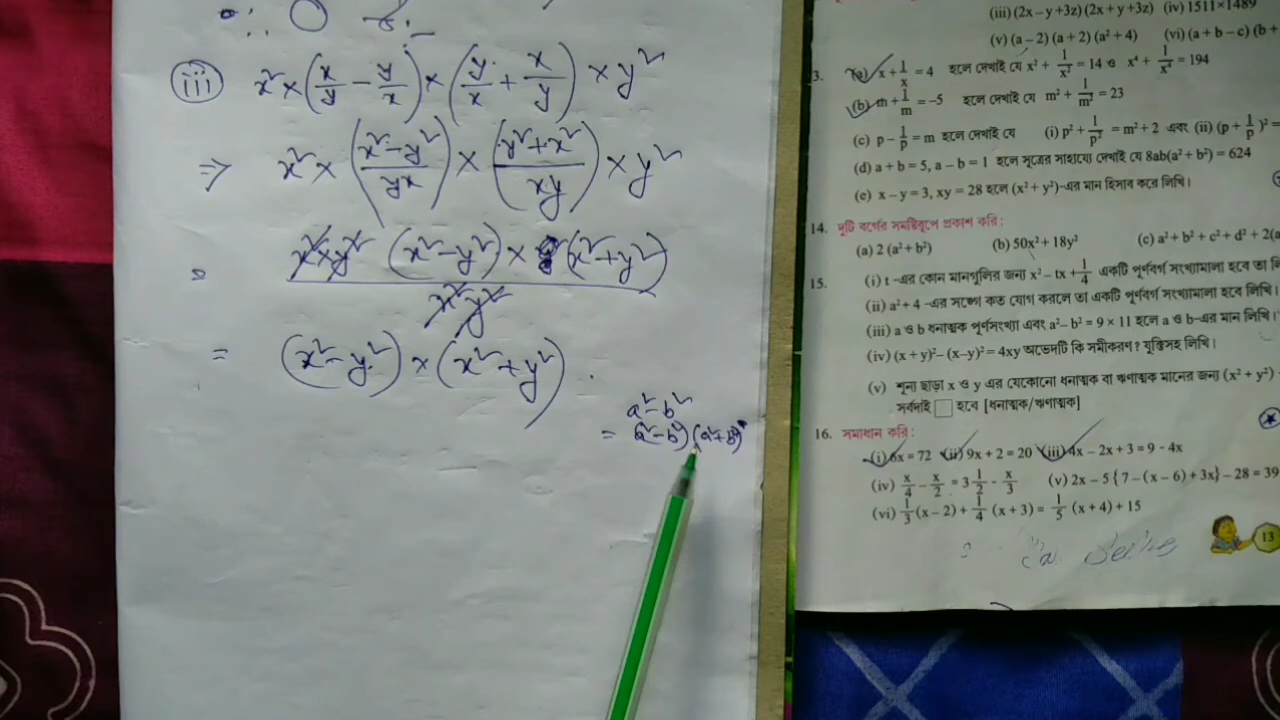 (iii) x² × (x/y − y/x) × (y/x + x/y) × y²
⇒ x² × (x² − y²/yx) × (y² + x²/xy) × y²
= x² × y² (x² − y²) × (x² + y²)
x² y²
= (x² − y²) × (x² + y²) .
a² − b²
= (a² − b²) (a² + b²)
(iii) (2x − y + 3z) (2x + y + 3z) (iv) 1511 × 1489
(v) (a − 2) (a + 2) (a² + 4) (vi) (a + b − c) (b +
3. (a) x + 1/x = 4 হলে দেখাই যে x² + 1/x² = 14 ও x⁴ + 1/x⁴ = 194
(b) m + 1/m = −5 হলে দেখাই যে m² + 1/m² = 23
(c) p − 1/p = m হলে দেখাই যে (i) p² + 1/p² = m² + 2 এবং (ii) (p + 1/p)² =
(d) a + b = 5, a − b = 1 হলে সূত্রের সাহায্যে দেখাই যে 8ab(a² + b²) = 624
(e) x − y = 3, xy = 28 হলে (x² + y²)-এর মান হিসাব করে লিখি।
14. দুটি বর্গের সমষ্টিরূপে প্রকাশ করি :
(a) 2 (a² + b²) (b) 50x² + 18y² (c) a² + b² + c² + d² + 2(a
15. (i) t -এর কোন মানগুলির জন্য x² − tx + 1/4 একটি পূর্ণবর্গ সংখ্যামালা হবে তা
(ii) a² + 4 -এর সঙ্গে কত যোগ করলে তা একটি পূর্ণবর্গ সংখ্যামালা হবে লিখি।
(iii) a ও b ধনাত্মক পূর্ণসংখ্যা এবং a² − b² = 9 × 11 হলে a ও b-এর মান লিখি।
(iv) (x + y)² − (x − y)² = 4xy অভেদটি কি সমীকরণ? যুক্তিসহ লিখি।
(v) শূন্য ছাড়া x ও y এর যেকোনো ধনাত্মক বা ঋণাত্মক মানের জন্য (x² + y²) -
সর্বদাই □ হবে [ধনাত্মক/ঋণাত্মক]
16. সমাধান করি :
(i) 6x = 72 (ii) 9x + 2 = 20 (iii) 4x − 2x + 3 = 9 − 4x
(iv) x/4 − x/2 = 3 1/2 − x/3 (v) 2x − 5 {7 − (x − 6) + 3x} − 28 = 39
(vi) 1/3 (x − 2) + 1/4 (x + 3) = 1/5 (x + 4) + 15
13